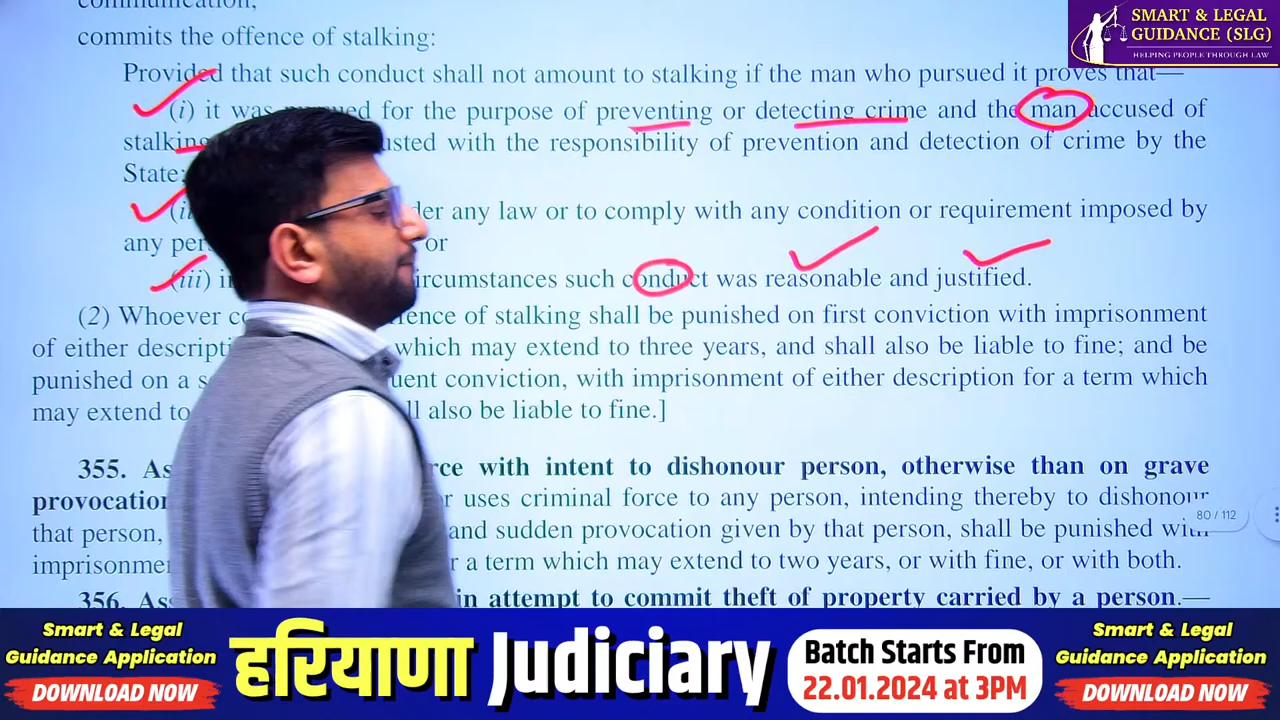 communication,
commits the offence of stalking:
Provided that such conduct shall not amount to stalking if the man who pursued it proves that—
(i) it was pursued for the purpose of preventing or detecting crime and the man accused of
stalking usted with the responsibility of prevention and detection of crime by the
State;
(ii der any law or to comply with any condition or requirement imposed by
any per or
(iii) i ircumstances such conduct was reasonable and justified.
(2) Whoever co fence of stalking shall be punished on first conviction with imprisonment
of either descripti which may extend to three years, and shall also be liable to fine; and be
punished on a s uent conviction, with imprisonment of either description for a term which
may extend to ll also be liable to fine.]
355. As rce with intent to dishonour person, otherwise than on grave
provocation r uses criminal force to any person, intending thereby to dishonour
that person, and sudden provocation given by that person, shall be punished with
imprisonme r a term which may extend to two years, or with fine, or with both.
356. Ass in attempt to commit theft of property carried by a person.—
80 / 112
SMART & LEGAL
GUIDANCE (SLG)
HELPING PEOPLE THROUGH LAW
Smart & Legal
Guidance Application
DOWNLOAD NOW
हरियाणा Judiciary
Batch Starts From
22.01.2024 at 3PM
Smart & Legal
Guidance Application
DOWNLOAD NOW